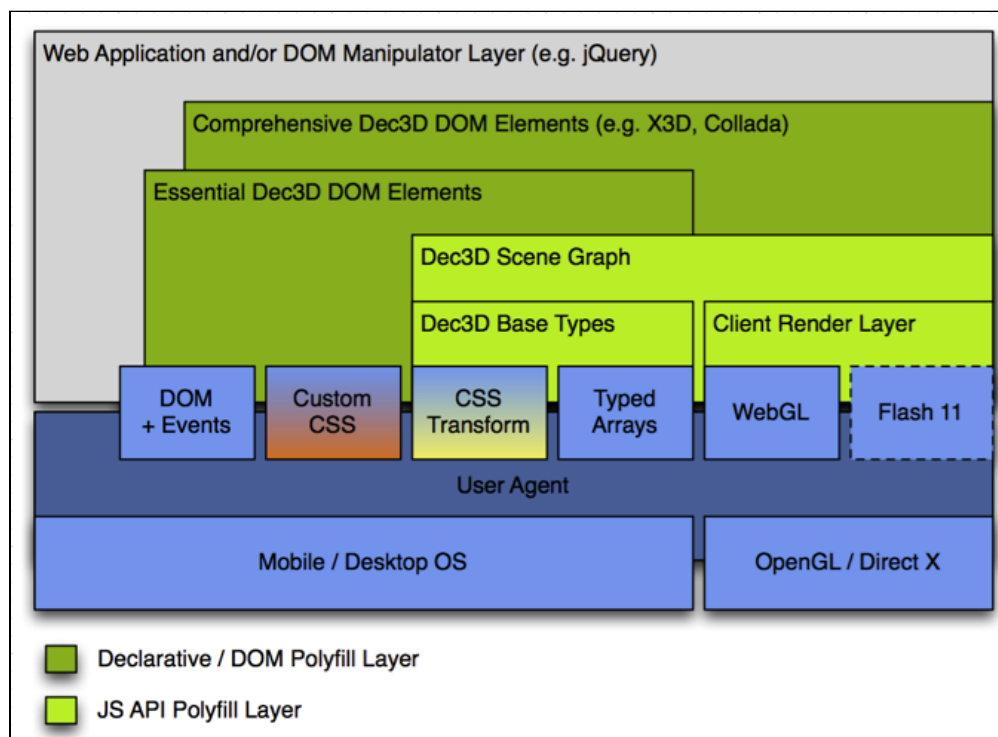 Web Application and/or DOM Manipulator Layer (e.g. jQuery)
Comprehensive Dec3D DOM Elements (e.g. X3D, Collada)
Essential Dec3D DOM Elements
Dec3D Scene Graph
Dec3D Base Types
Client Render Layer
DOM
+ Events
Custom
CSS
CSS
Transform
Typed
Arrays
WebGL
Flash 11
User Agent
Mobile / Desktop OS
OpenGL / Direct X
Declarative / DOM Polyfill Layer
JS API Polyfill Layer